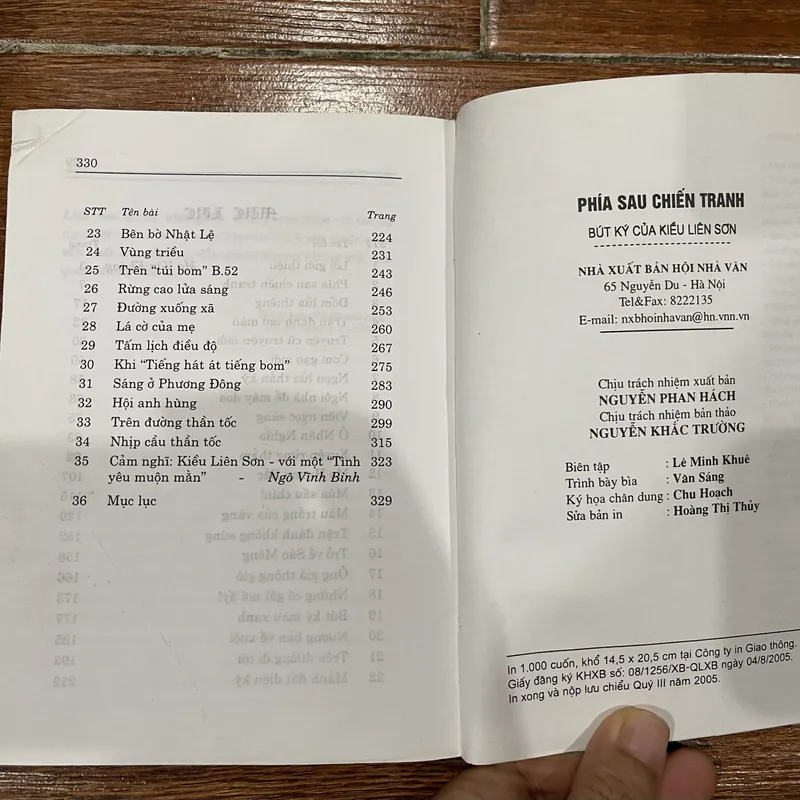 330
STT Tên bài Trang
23 Bên bờ Nhật Lệ 224
24 Vùng triều 231
25 Trên “túi bom” B.52 243
26 Rừng cao lửa sáng 246
27 Đường xuống xã 253
28 Lá cờ của mẹ 260
29 Tấm lịch điều độ 267
30 Khi “Tiếng hát át tiếng bom” 275
31 Sáng ở Phương Đông 283
32 Hội anh hùng 290
33 Trên đường thần tốc 299
34 Nhịp cầu thần tốc 315
35 Cảm nghĩ: Kiều Liên Sơn - với một “Tình 323
yêu muộn mằn” - Ngô Vĩnh Bình
36 Mục lục 329
PHÍA SAU CHIẾN TRANH
BÚT KÝ CỦA KIỀU LIÊN SƠN
NHÀ XUẤT BẢN HỘI NHÀ VĂN
65 Nguyễn Du - Hà Nội
Tel&Fax: 8222135
E-mail: nxbhoinhavan@hn.vnn.vn
Chịu trách nhiệm xuất bản
NGUYỄN PHAN HÁCH
Chịu trách nhiệm bản thảo
NGUYỄN KHẮC TRƯỜNG
Biên tập : Lê Minh Khuê
Trình bày bìa : Văn Sáng
Ký họa chân dung : Chu Hoạch
Sửa bản in : Hoàng Thị Thủy
In 1.000 cuốn, khổ 14,5 x 20,5 cm tại Công ty in Giao thông.
Giấy đăng ký KHXB số: 08/1256/XB-QLXB ngày 04/8/2005.
In xong và nộp lưu chiểu Quý III năm 2005.